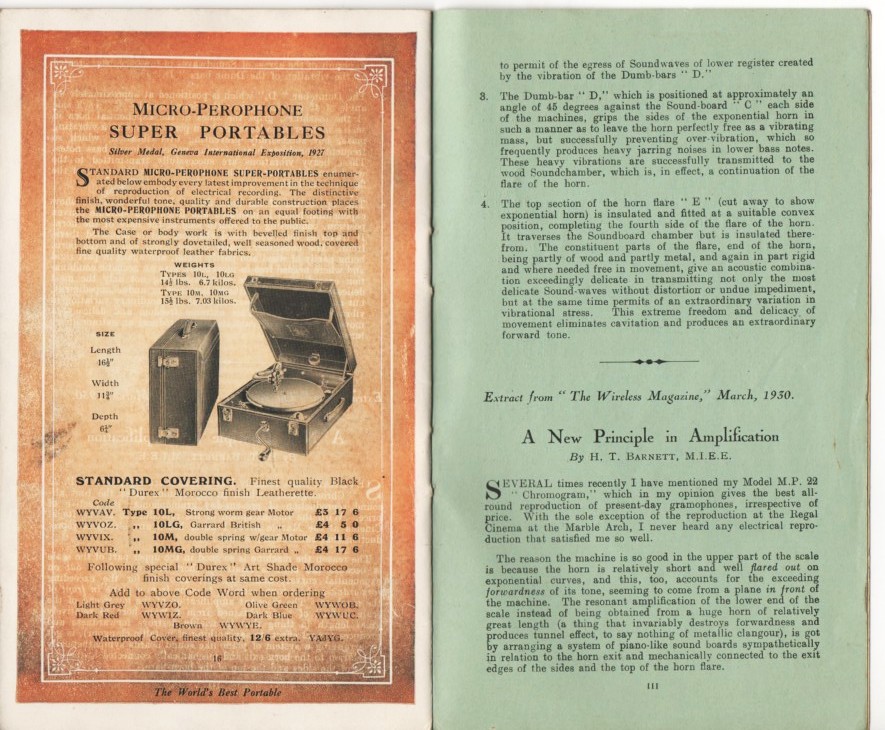 MICRO-PEROPHONE
SUPER PORTABLES
Silver Medal, Geneva International Exposition, 1927
STANDARD MICRO-PEROPHONE SUPER-PORTABLES enumer-
ated below embody every latest improvement in the technique
of reproduction of electrical recording. The distinctive
finish, wonderful tone, quality and durable construction places
the MICRO-PEROPHONE PORTABLES on an equal footing with
the most expensive instruments offered to the public.
The Case or body work is with bevelled finish top and
bottom and of strongly dovetailed, well seasoned wood, covered
fine quality waterproof leather fabrics.
WEIGHTS
TYPES 10L, 10LG
14½ lbs. 6.7 kilos.
TYPE 10M, 10MG
15½ lbs. 7.03 kilos.
SIZE
Length
16½"
Width
11¾"
Depth
6½"
STANDARD COVERING. Finest quality Black
"Durex" Morocco finish Leatherette.
Code
WYVAV. Type 10L, Strong worm gear Motor £3 17 6
WYVOZ. ,, 10LG, Garrard British ,, £4 5 0
WYVIX. ,, 10M, double spring w/gear Motor £4 11 6
WYVUB. ,, 10MG, double spring Garrard ,, £4 17 6
Following special "Durex" Art Shade Morocco
finish coverings at same cost.
Add to above Code Word when ordering
Light Grey WYVZO. Olive Green WYWOB.
Dark Red WYWIZ. Dark Blue WYWUC.
Brown WYWYE.
Waterproof Cover, finest quality, 12/6 extra. YAJYG.
16
The World's Best Portable
to permit of the egress of Soundwaves of lower register created
by the vibration of the Dumb-bars "D."
3. The Dumb-bar "D," which is positioned at approximately an
angle of 45 degrees against the Sound-board "C" each side
of the machines, grips the sides of the exponential horn in
such a manner as to leave the horn perfectly free as a vibrating
mass, but successfully preventing over-vibration, which so
frequently produces heavy jarring noises in lower bass notes.
These heavy vibrations are successfully transmitted to the
wood Soundchamber, which is, in effect, a continuation of the
flare of the horn.
4. The top section of the horn flare "E" (cut away to show
exponential horn) is insulated and fitted at a suitable convex
position, completing the fourth side of the flare of the horn.
It traverses the Soundboard chamber but is insulated there-
from. The constituent parts of the flare, end of the horn,
being partly of wood and partly metal, and again in part rigid
and where needed free in movement, give an acoustic combina-
tion exceedingly delicate in transmitting not only the most
delicate Sound-waves without distortion or undue impediment,
but at the same time permits of an extraordinary variation in
vibrational stress. This extreme freedom and delicacy of
movement eliminates cavitation and produces an extraordinary
forward tone.
Extract from "The Wireless Magazine," March, 1930.
A New Principle in Amplification
By H. T. BARNETT, M.I.E.E.
SEVERAL times recently I have mentioned my Model M.P. 22
"Chromogram," which in my opinion gives the best all-
round reproduction of present-day gramophones, irrespective of
price. With the sole exception of the reproduction at the Regal
Cinema at the Marble Arch, I never heard any electrical repro-
duction that satisfied me so well.
The reason the machine is so good in the upper part of the scale
is because the horn is relatively short and well flared out on
exponential curves, and this, too, accounts for the exceeding
forwardness of its tone, seeming to come from a plane in front of
the machine. The resonant amplification of the lower end of the
scale instead of being obtained from a huge horn of relatively
great length (a thing that invariably destroys forwardness and
produces tunnel effect, to say nothing of metallic clangour), is got
by arranging a system of piano-like sound boards sympathetically
in relation to the horn exit and mechanically connected to the exit
edges of the sides and the top of the horn flare.
III